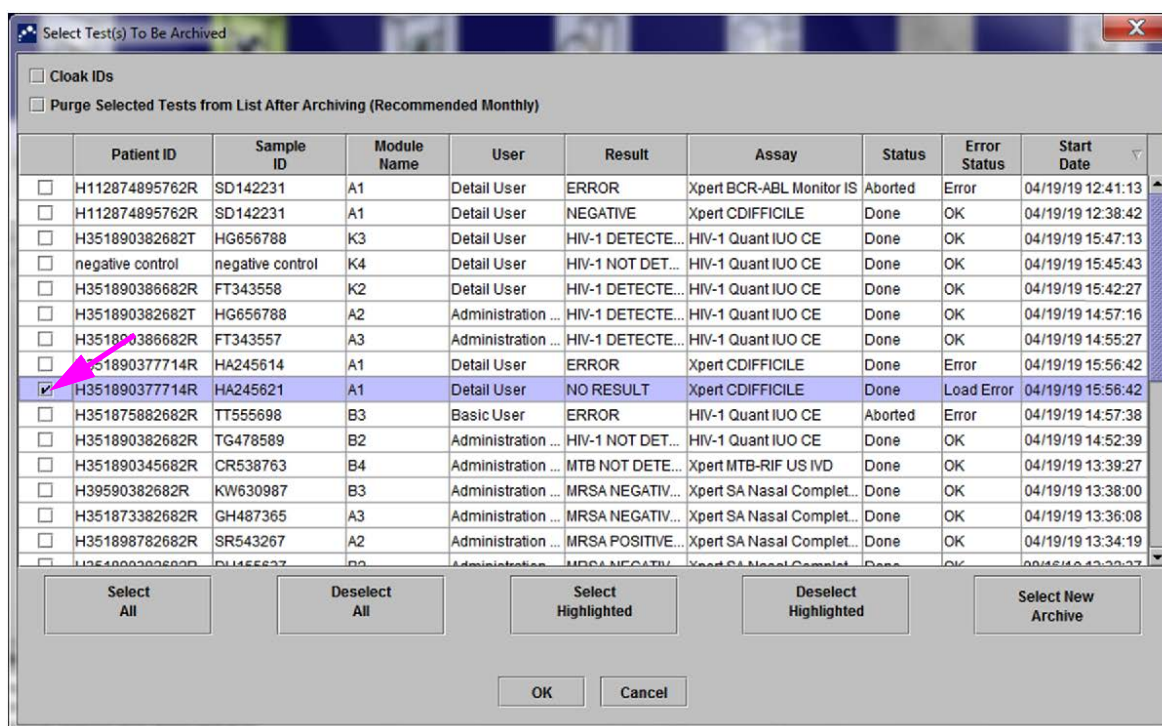 Select Test(s) To Be Archived
Cloak IDs
Purge Selected Tests from List After Archiving (Recommended Monthly)
Patient ID Sample ID Module Name User Result Assay Status Error Status Start Date
H112874895762R SD142231 A1 Detail User ERROR Xpert BCR-ABL Monitor IS Aborted Error 04/19/19 12:41:13
H112874895762R SD142231 A1 Detail User NEGATIVE Xpert CDIFFICILE Done OK 04/19/19 12:38:42
H351890382682T HG656788 K3 Detail User HIV-1 DETECTE... HIV-1 Quant IUO CE Done OK 04/19/19 15:47:13
negative control negative control K4 Detail User HIV-1 NOT DET... HIV-1 Quant IUO CE Done OK 04/19/19 15:45:43
H351890386682R FT343558 K2 Detail User HIV-1 DETECTE... HIV-1 Quant IUO CE Done OK 04/19/19 15:42:27
H351890382682T HG656788 A2 Administration ... HIV-1 DETECTE... HIV-1 Quant IUO CE Done OK 04/19/19 14:57:16
H351890386682R FT343557 A3 Administration ... HIV-1 DETECTE... HIV-1 Quant IUO CE Done OK 04/19/19 14:55:27
H351890377714R HA245614 A1 Detail User ERROR Xpert CDIFFICILE Done Error 04/19/19 15:56:42
H351890377714R HA245621 A1 Detail User NO RESULT Xpert CDIFFICILE Done Load Error 04/19/19 15:56:42
H351875882682R TT555698 B3 Basic User ERROR HIV-1 Quant IUO CE Aborted Error 04/19/19 14:57:38
H351890382682R TG478589 B2 Administration ... HIV-1 NOT DET... HIV-1 Quant IUO CE Done OK 04/19/19 14:52:39
H351890345682R CR538763 B4 Administration ... MTB NOT DETE... Xpert MTB-RIF US IVD Done OK 04/19/19 13:39:27
H39590382682R KW630987 B3 Administration ... MRSA NEGATIV... Xpert SA Nasal Complet... Done OK 04/19/19 13:38:00
H351873382682R GH487365 A3 Administration ... MRSA NEGATIV... Xpert SA Nasal Complet... Done OK 04/19/19 13:36:08
H351898782682R SR543267 A2 Administration ... MRSA POSITIVE... Xpert SA Nasal Complet... Done OK 04/19/19 13:34:19
Select All Deselect All Select Highlighted Deselect Highlighted Select New Archive
OK Cancel